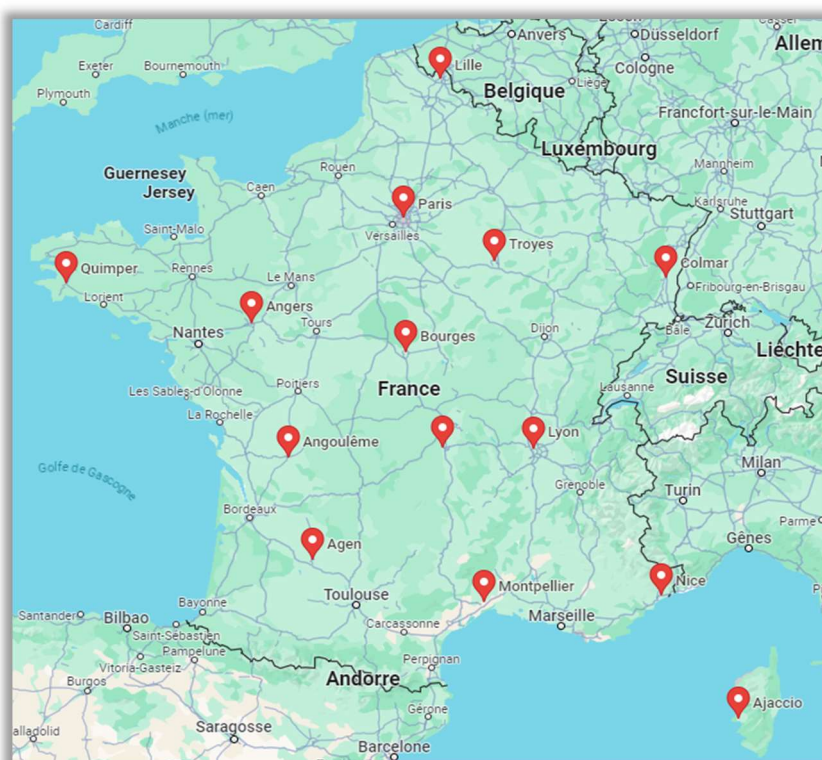 Cardiff
Exeter
Bournemouth
Plymouth
Manche (mer)
Anvers
Düsseldorf
Allem
Lille
Cologne
Belgique
Liège
Francfort-sur-le-Main
Luxembourg
Mannheim
Guernesey
Jersey
Rouen
Caen
Karlsruhe
Stuttgart
Paris
Versailles
Saint-Malo
Troyes
Quimper
Rennes
Colmar
Lorient
Le Mans
Fribourg-en-Brisgau
Angers
Tours
Nantes
Bourges
Dijon
Bâle
Zurich
Liechte
France
Suisse
Poitiers
Les Sables-d'Olonne
Lausanne
La Rochelle
Angoulême
Lyon
Golfe de Gascogne
Milan
Grenoble
Turin
Bordeaux
Parme
Gênes
Agen
Montpellier
Nice
Toulouse
Marseille
Santander
Bilbao
Bayonne
Carcassonne
Saint-Sébastien
Pampelune
Vitoria-Gasteiz
Perpignan
Andorre
Burgos
Ajaccio
Gérone
Saragosse
alladolid
Barcelone